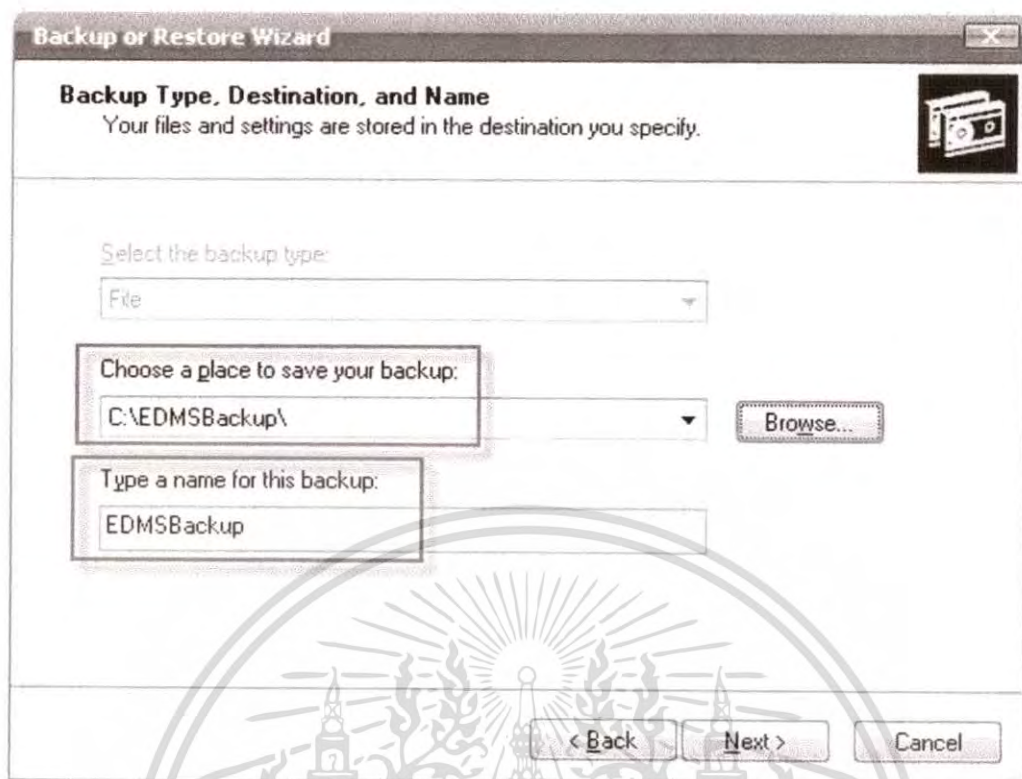 Backup or Restore Wizard
Backup Type, Destination, and Name
Your files and settings are stored in the destination you specify.
Select the backup type:
File
Choose a place to save your backup:
C:\EDMSBackup\
Browse...
Type a name for this backup:
EDMSBackup
< Back
Next >
Cancel